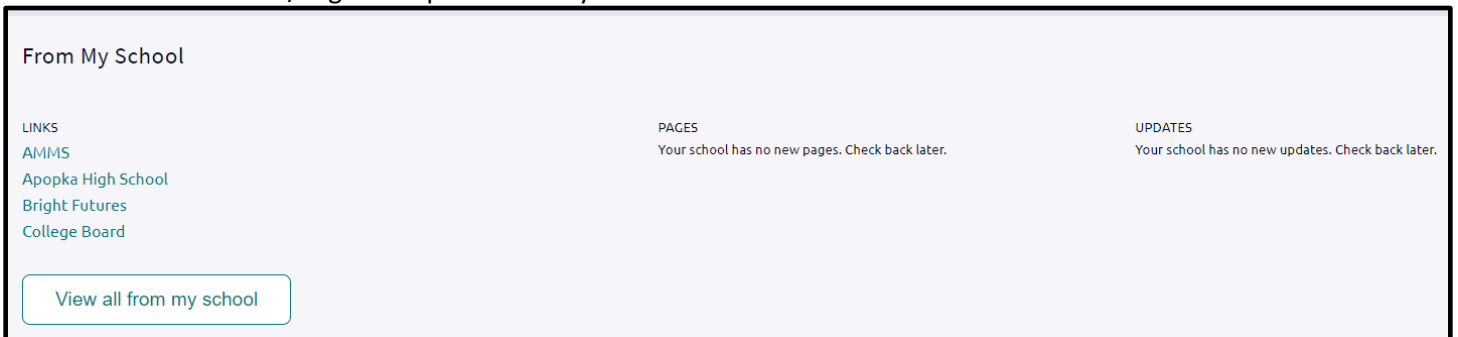 From My School
LINKS
AMMS
Apopka High School
Bright Futures
College Board
PAGES
Your school has no new pages. Check back later.
UPDATES
Your school has no new updates. Check back later.
View all from my school